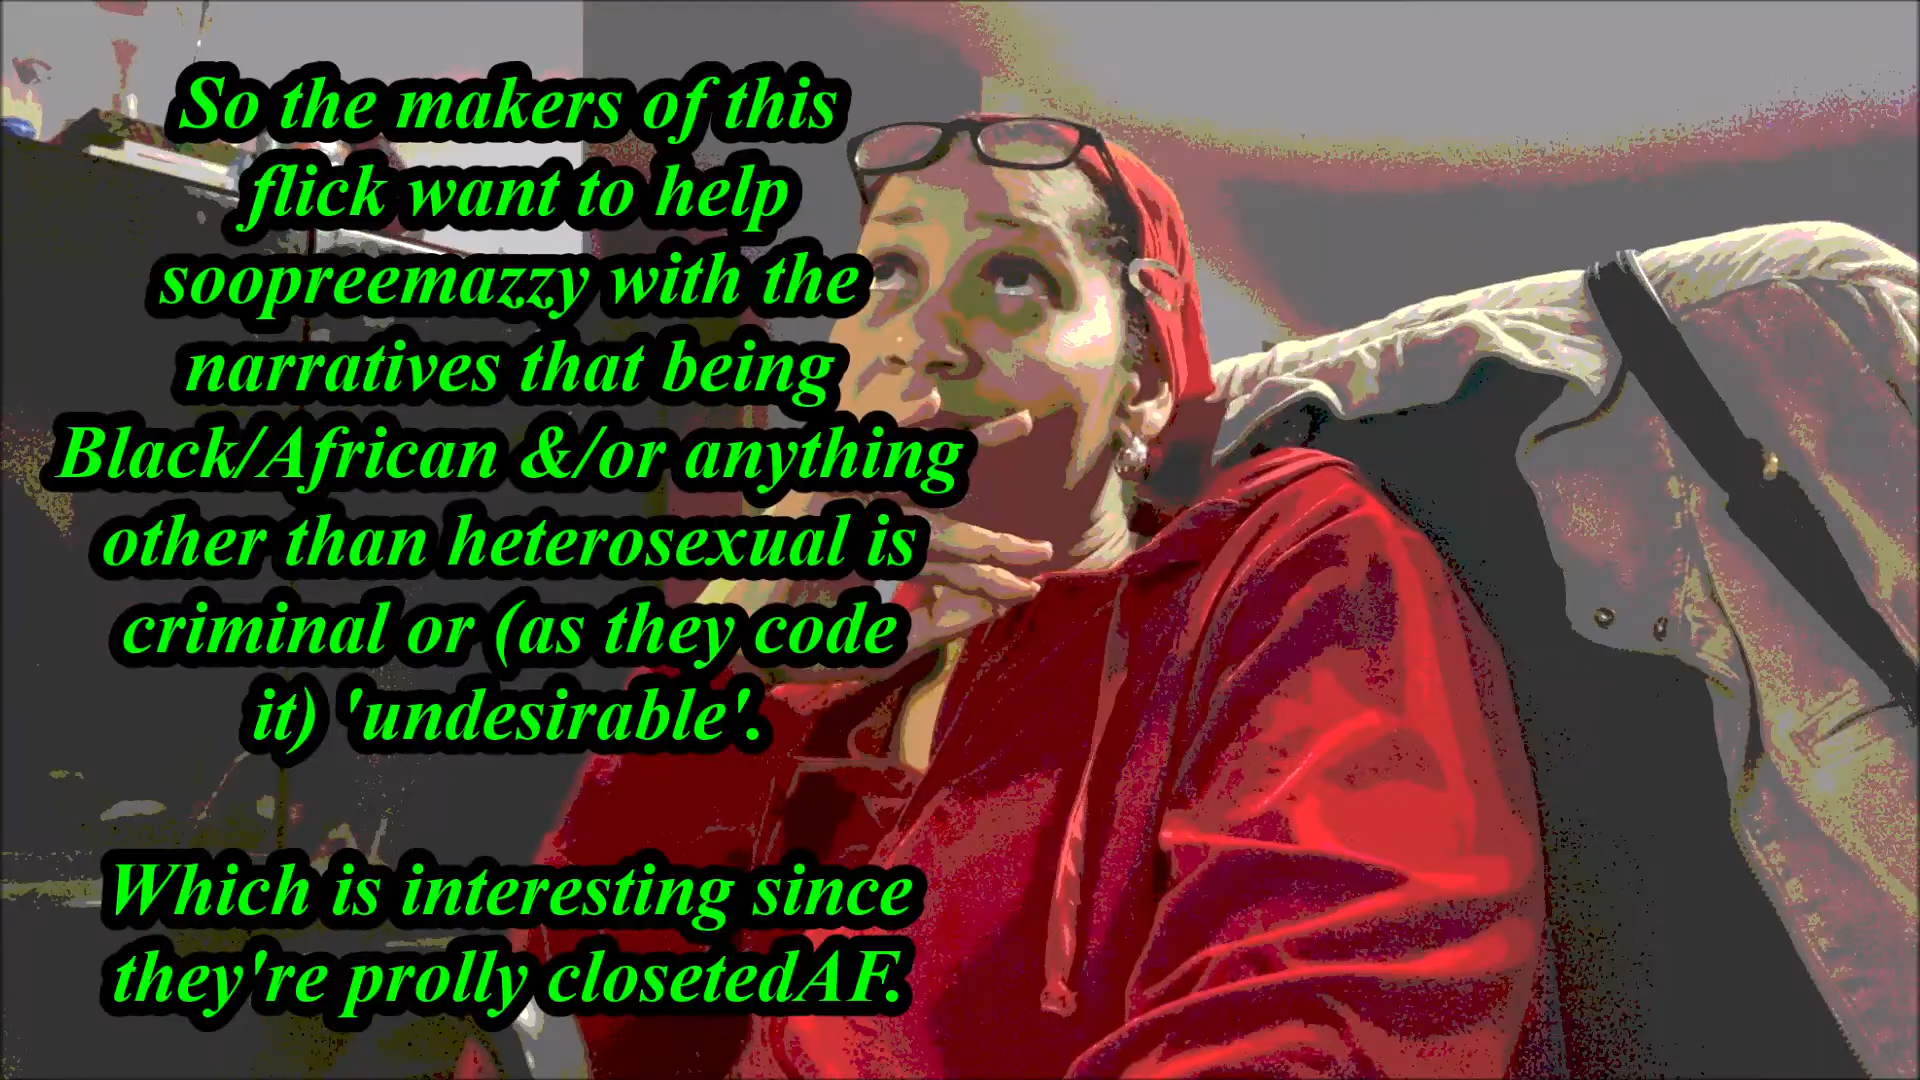 So the makers of this
flick want to help
soopreemazzy with the
narratives that being
Black/African &/or anything
other than heterosexual is
criminal or (as they code
it) 'undesirable'.
Which is interesting since
they're prolly closetedAF.